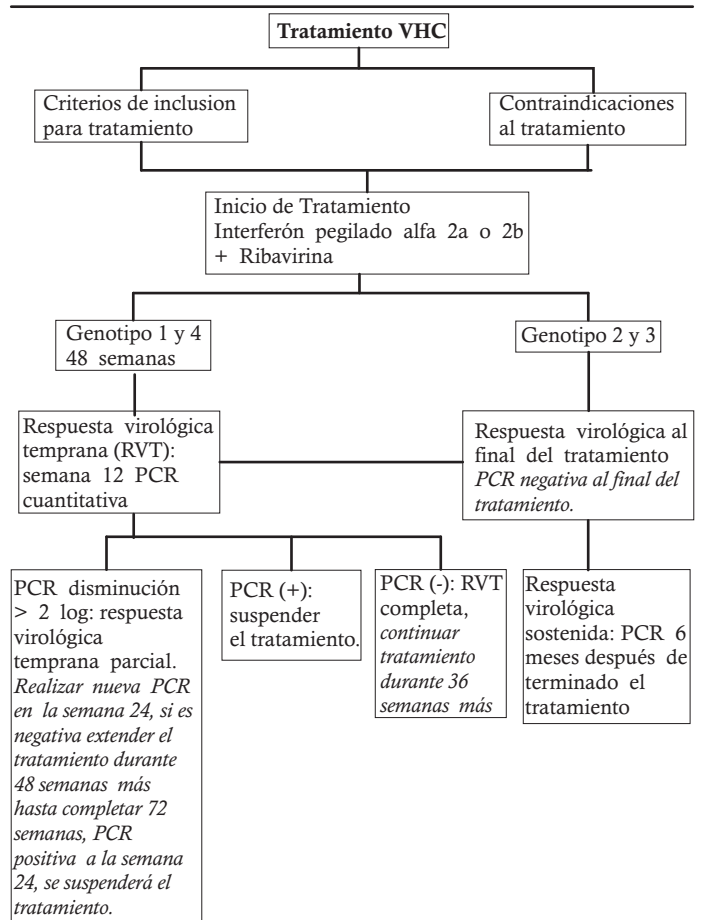 Tratamiento VHC
Criterios de inclusion
para tratamiento
Contraindicaciones
al tratamiento
Inicio de Tratamiento
Interferón pegilado alfa 2a o 2b
+ Ribavirina
Genotipo 1 y 4
48 semanas
Genotipo 2 y 3
Respuesta virológica
temprana (RVT):
semana 12 PCR
cuantitativa
Respuesta virológica al
final del tratamiento
PCR negativa al final del
tratamiento.
PCR disminución
> 2 log: respuesta
virológica
temprana parcial.
Realizar nueva PCR
en la semana 24, si es
negativa extender el
tratamiento durante
48 semanas más
hasta completar 72
semanas, PCR
positiva a la semana
24, se suspenderá el
tratamiento.
PCR (+):
suspender
el tratamiento.
PCR (-): RVT
completa,
continuar
tratamiento
durante 36
semanas más
Respuesta
virológica
sostenida: PCR 6
meses después de
terminado el
tratamiento